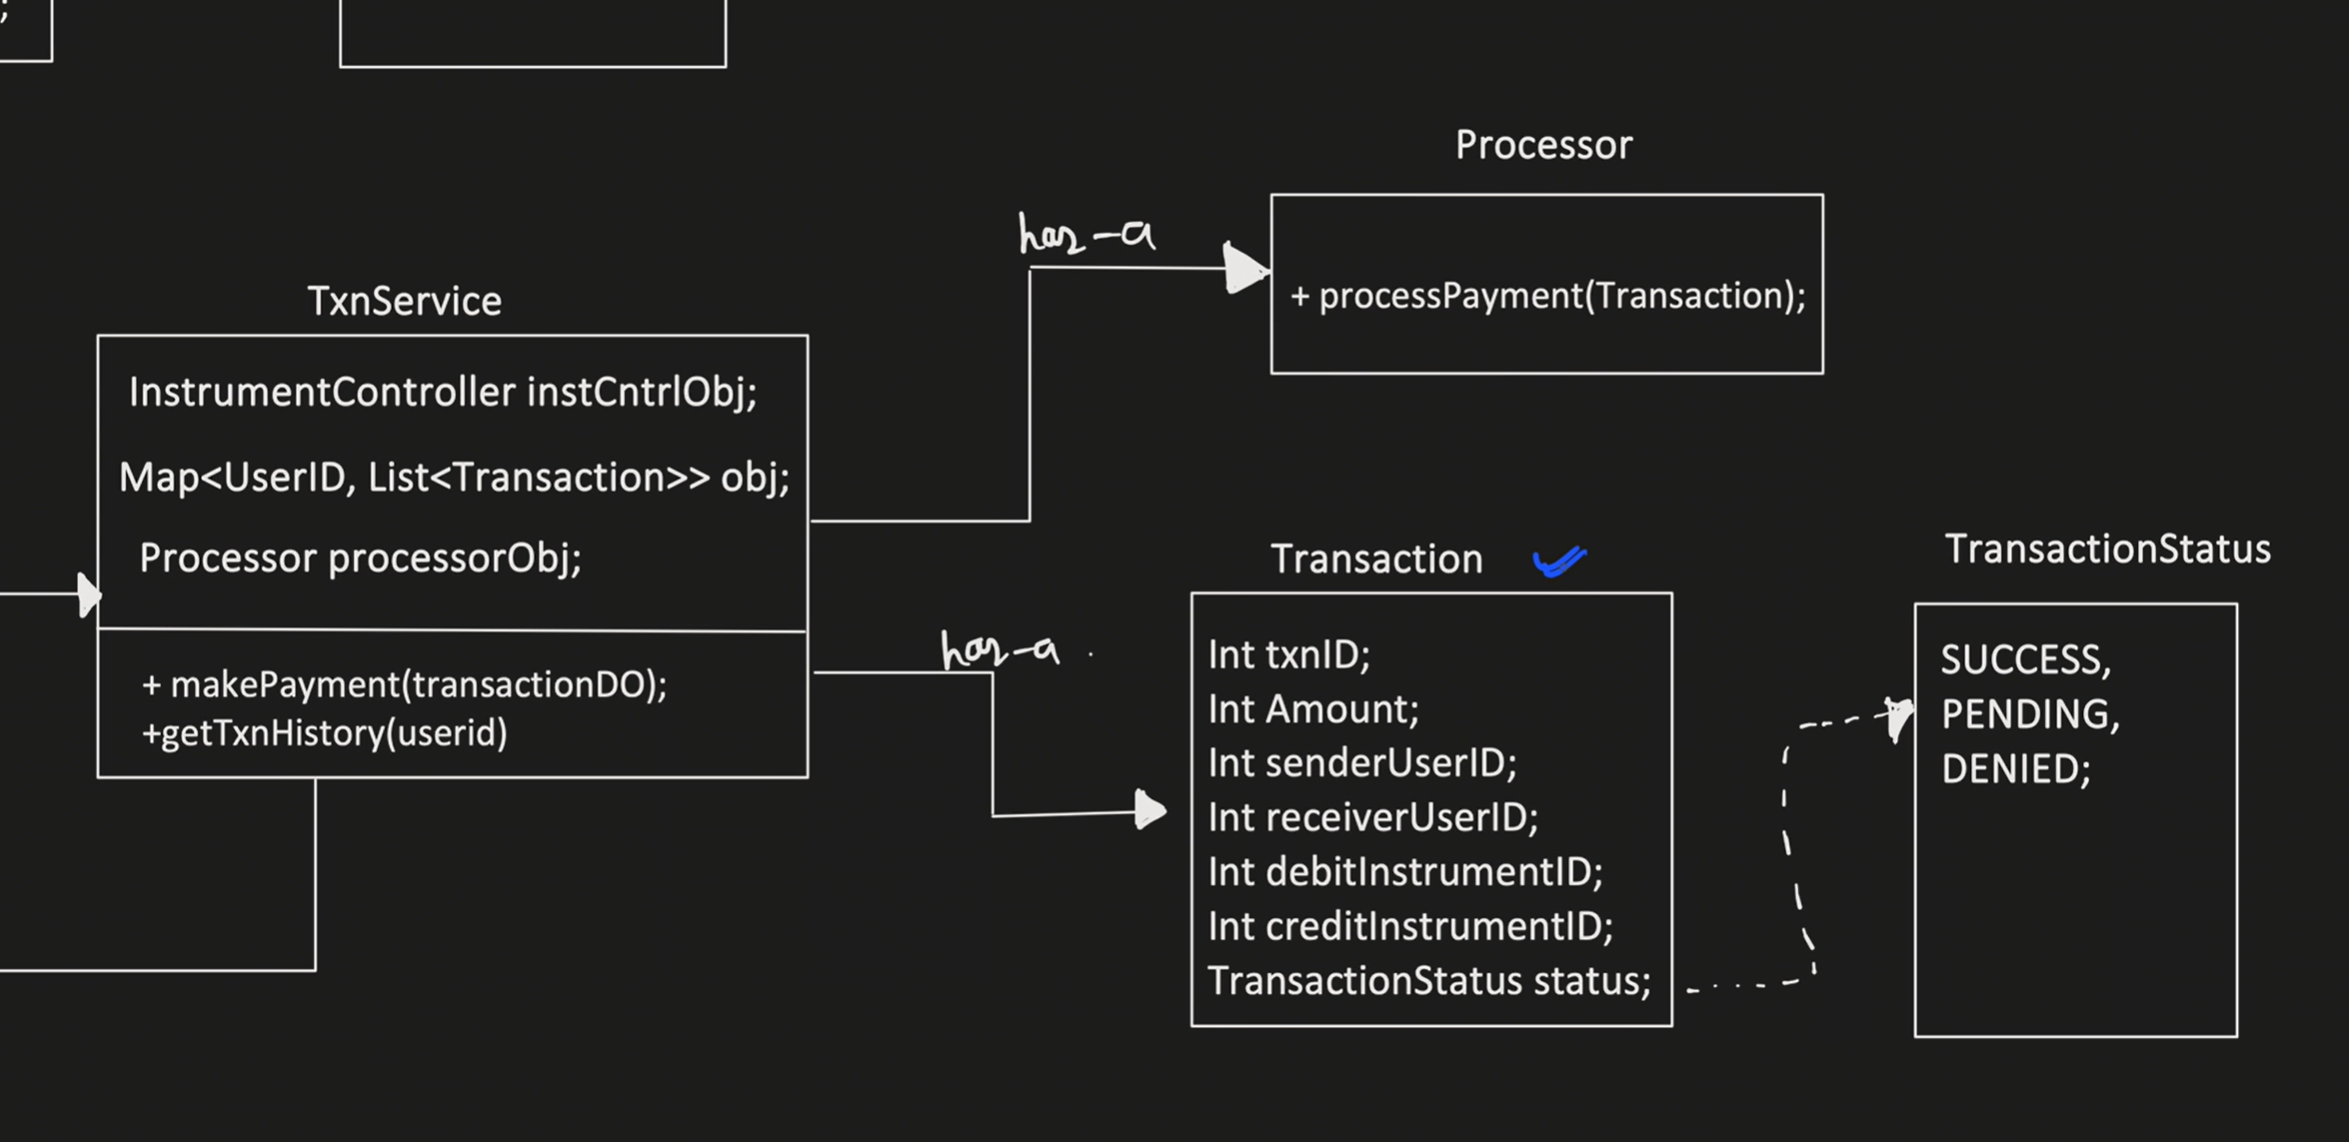 ;
Processor
has-a
+ processPayment(Transaction);
TxnService
InstrumentController instCntrlObj;
Map<UserID, List<Transaction>> obj;
Processor processorObj;
+ makePayment(transactionDO);
+getTxnHistory(userid)
has-a
Transaction
Int txnID;
Int Amount;
Int senderUserID;
Int receiverUserID;
Int debitInstrumentID;
Int creditInstrumentID;
TransactionStatus status;
TransactionStatus
SUCCESS,
PENDING,
DENIED;